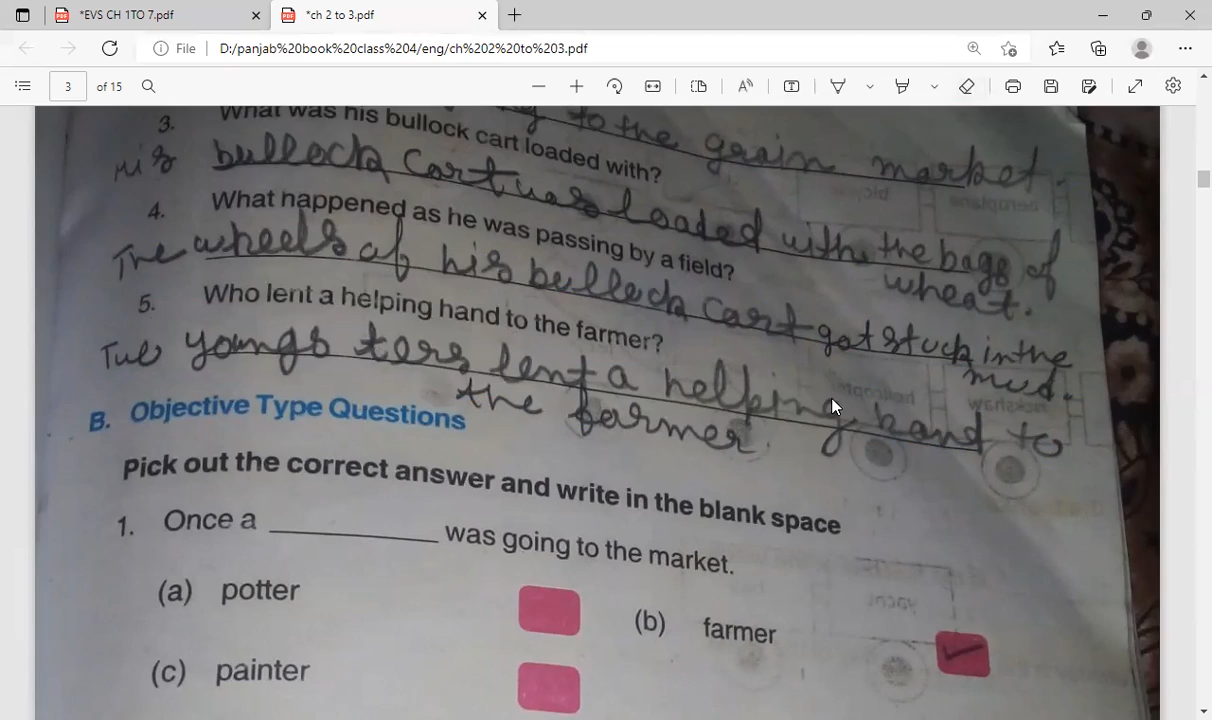 *EVS CH 1TO 7.pdf
*ch 2 to 3.pdf
File D:/panjab%20book%20class%204/eng/ch%202%20to%203.pdf
3 of 15
to the grain market.
3. What was his bullock cart loaded with?
His bullock cart was loaded with the bags of
wheat.
4. What happened as he was passing by a field?
The wheels of his bullock cart got stuck in the
mud.
5. Who lent a helping hand to the farmer?
The youngsters lent a helping hand to
the farmer.
B. Objective Type Questions
Pick out the correct answer and write in the blank space
1. Once a __________ was going to the market.
(a) potter
(b) farmer
(c) painter